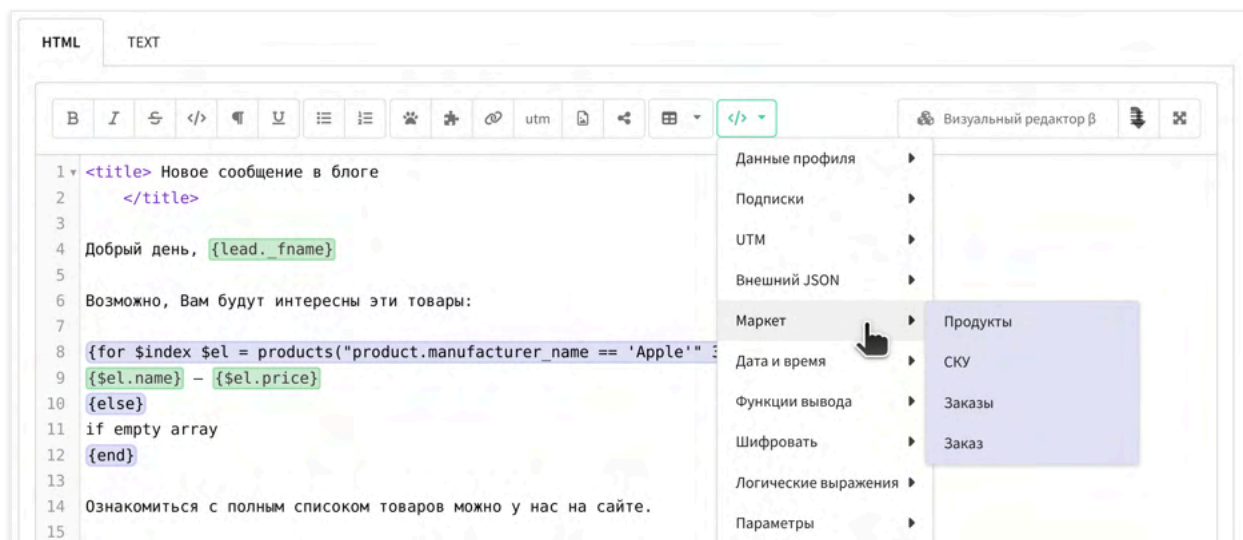 HTML TEXT
B I S </> ¶ U utm </> Визуальный редактор β
1 <title> Новое сообщение в блоге
2 </title>
3
4 Добрый день, {lead._fname}
5
6 Возможно, Вам будут интересны эти товары:
7
8 {for $index $el = products("product.manufacturer_name == 'Apple'"
9 {$el.name} — {$el.price}
10 {else}
11 if empty array
12 {end}
13
14 Ознакомиться с полным списоком товаров можно у нас на сайте.
15
Данные профиля
Подписки
UTM
Внешний JSON
Маркет
Дата и время
Функции вывода
Шифровать
Логические выражения
Параметры
Продукты
СКУ
Заказы
Заказ